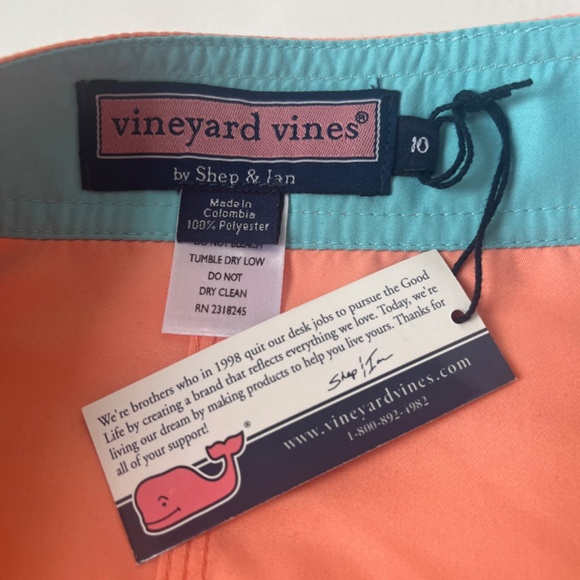 vineyard vines®
by Shep & Ian
10
Made in
Colombia
100% Polyester
DO NOT BLEACH
TUMBLE DRY LOW
DO NOT
DRY CLEAN
RN 2318245
We're brothers who in 1998 quit our desk jobs to pursue the Good
Life by creating a brand that reflects everything we love. Today, we're
living our dream by making products to help you live yours. Thanks for
all of your support!
Shep & Ian
®
www.vineyardvines.com
1-800-892-4982